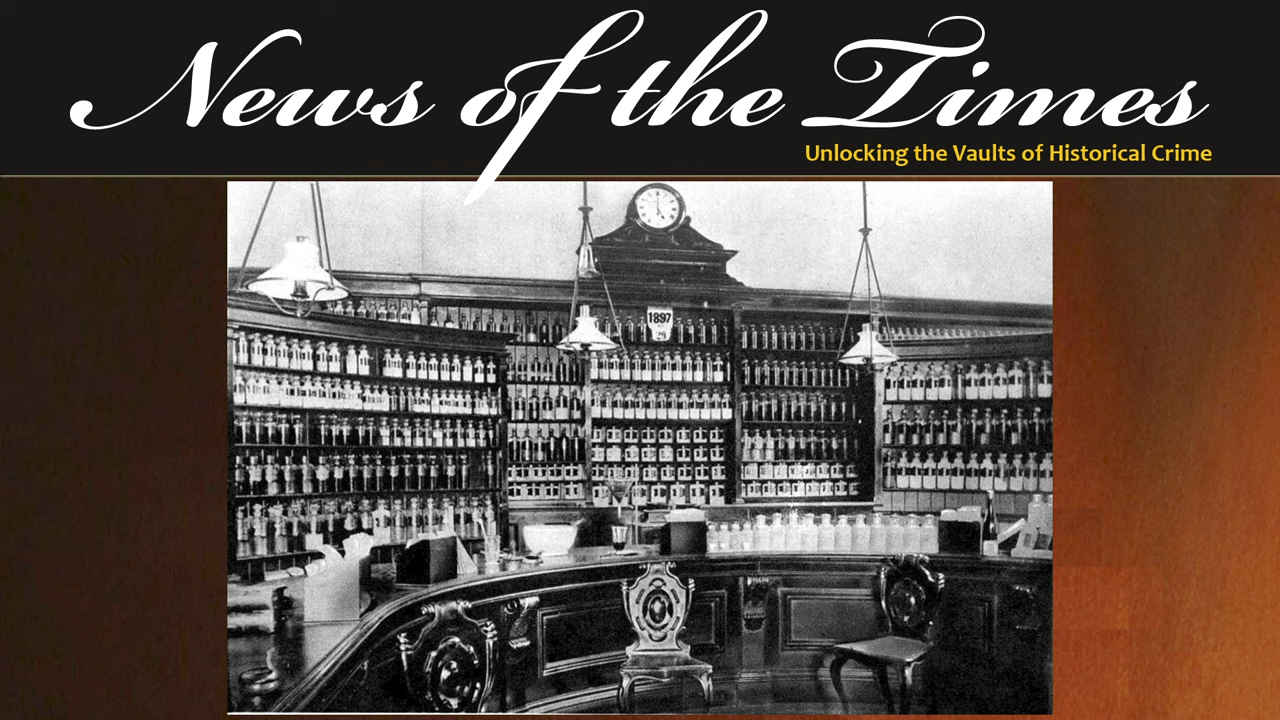 News of the Times
Unlocking the Vaults of Historical Crime
1897